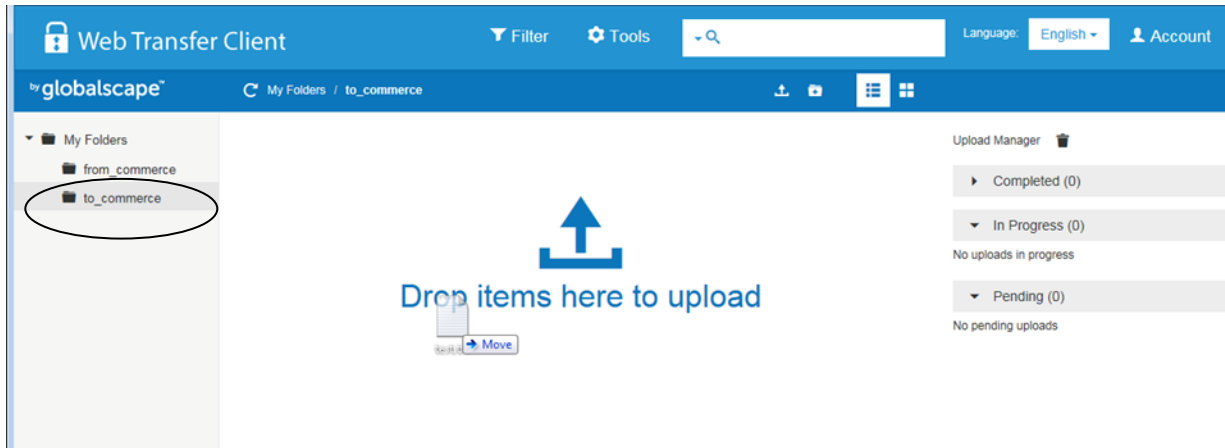 Web Transfer Client
Filter
Tools
Language:
English
Account
by globalscape
My Folders / to_commerce
My Folders
from_commerce
to_commerce
Drop items here to upload
Move
Upload Manager
Completed (0)
In Progress (0)
No uploads in progress
Pending (0)
No pending uploads